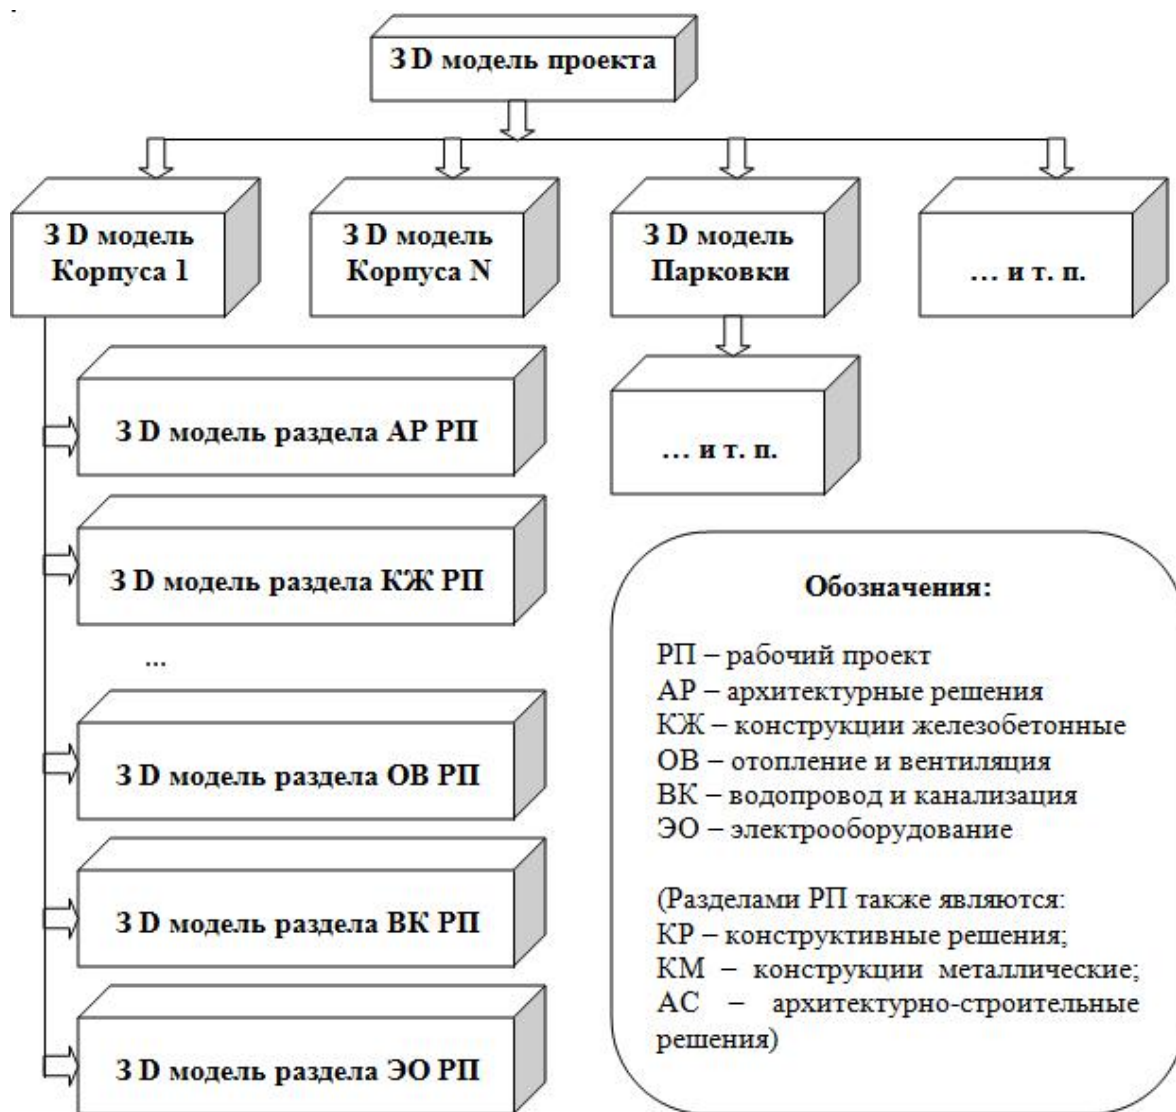 3 D модель проекта
3 D модель
Корпуса 1
3 D модель
Корпуса N
3 D модель
Парковки
... и т. п.
3 D модель раздела АР РП
... и т. п.
3 D модель раздела КЖ РП
...
3 D модель раздела ОВ РП
3 D модель раздела ВК РП
3 D модель раздела ЭО РП
Обозначения:
РП – рабочий проект
АР – архитектурные решения
КЖ – конструкции железобетонные
ОВ – отопление и вентиляция
ВК – водопровод и канализация
ЭО – электрооборудование
(Разделами РП также являются:
КР – конструктивные решения;
КМ – конструкции металлические;
АС – архитектурно-строительные
решения)